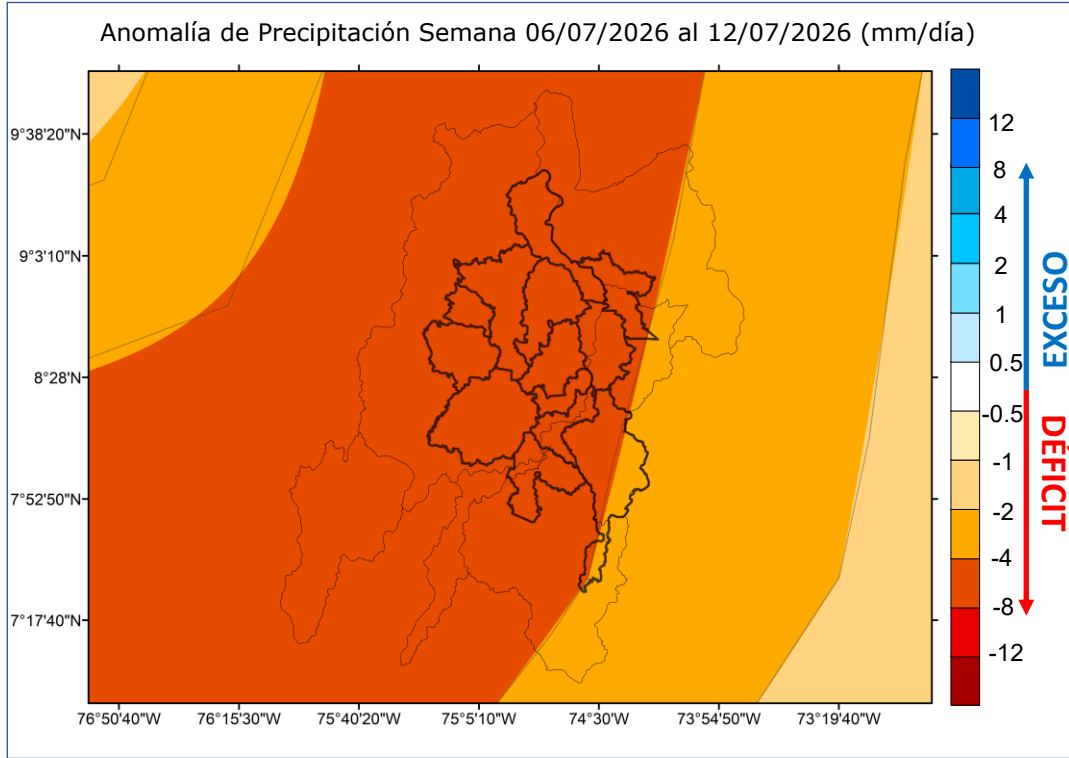 Anomalía de Precipitación Semana 06/07/2026 al 12/07/2026 (mm/día)
9°38'20"N
9°3'10"N
8°28'N
7°52'50"N
7°17'40"N
76°50'40"W
76°15'30"W
75°40'20"W
75°5'10"W
74°30'W
73°54'50"W
73°19'40"W
12
8
4
2
1
0.5
-0.5
-1
-2
-4
-8
-12
EXCESO
DÉFICIT